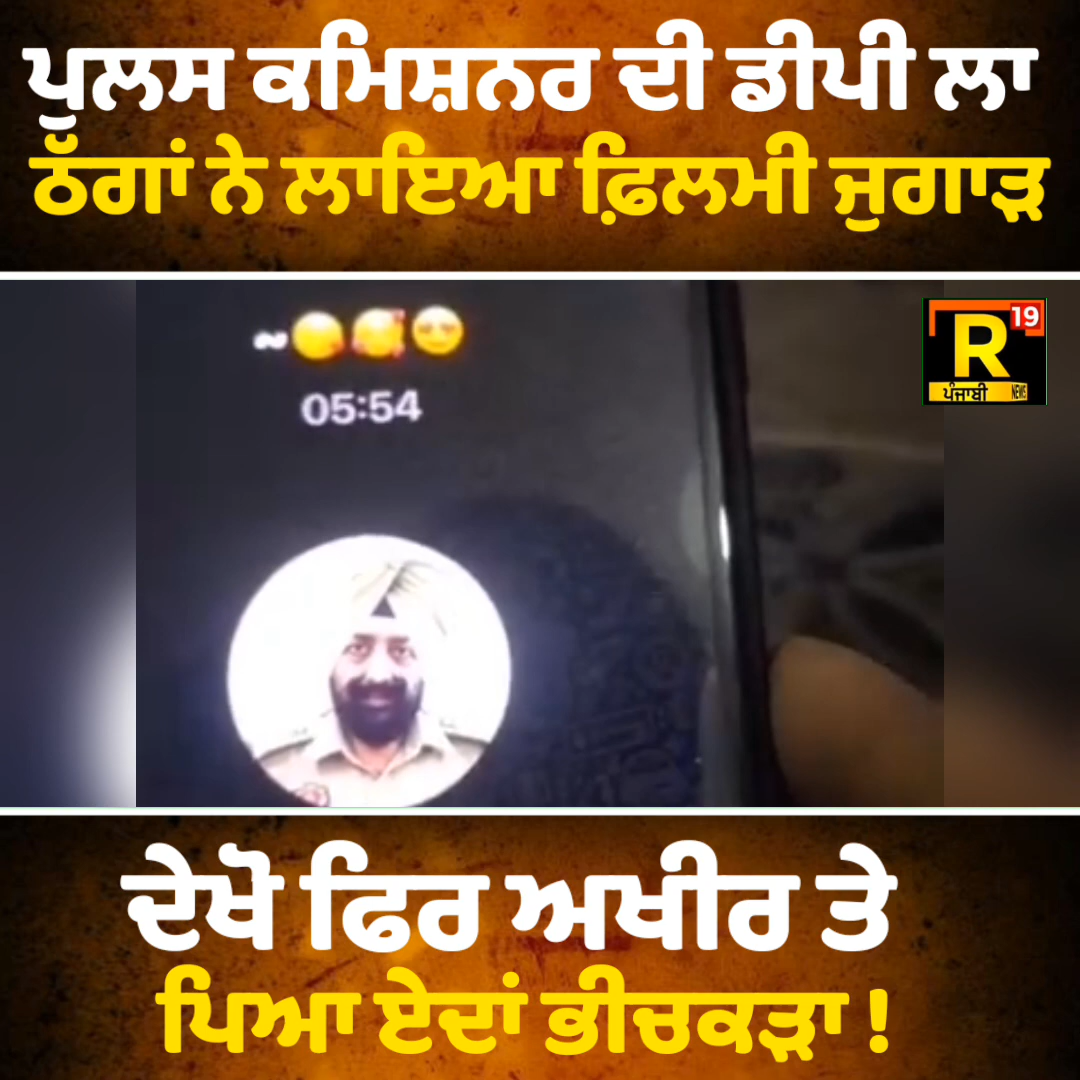 ਪੁਲਸ ਕਮਿਸ਼ਨਰ ਦੀ ਡੀਪੀ ਲਾ
ਠੱਗਾਂ ਨੇ ਲਾਇਆ ਫ਼ਿਲਮੀ ਜੁਗਾੜ
~😊🥰🥹
05:54
R 19
ਪੰਜਾਬੀ NEWS
ਦੇਖੋ ਫਿਰ ਅਖੀਰ ਤੇ
ਪਿਆ ਏਦਾਂ ਭੀਚਕੜਾ !